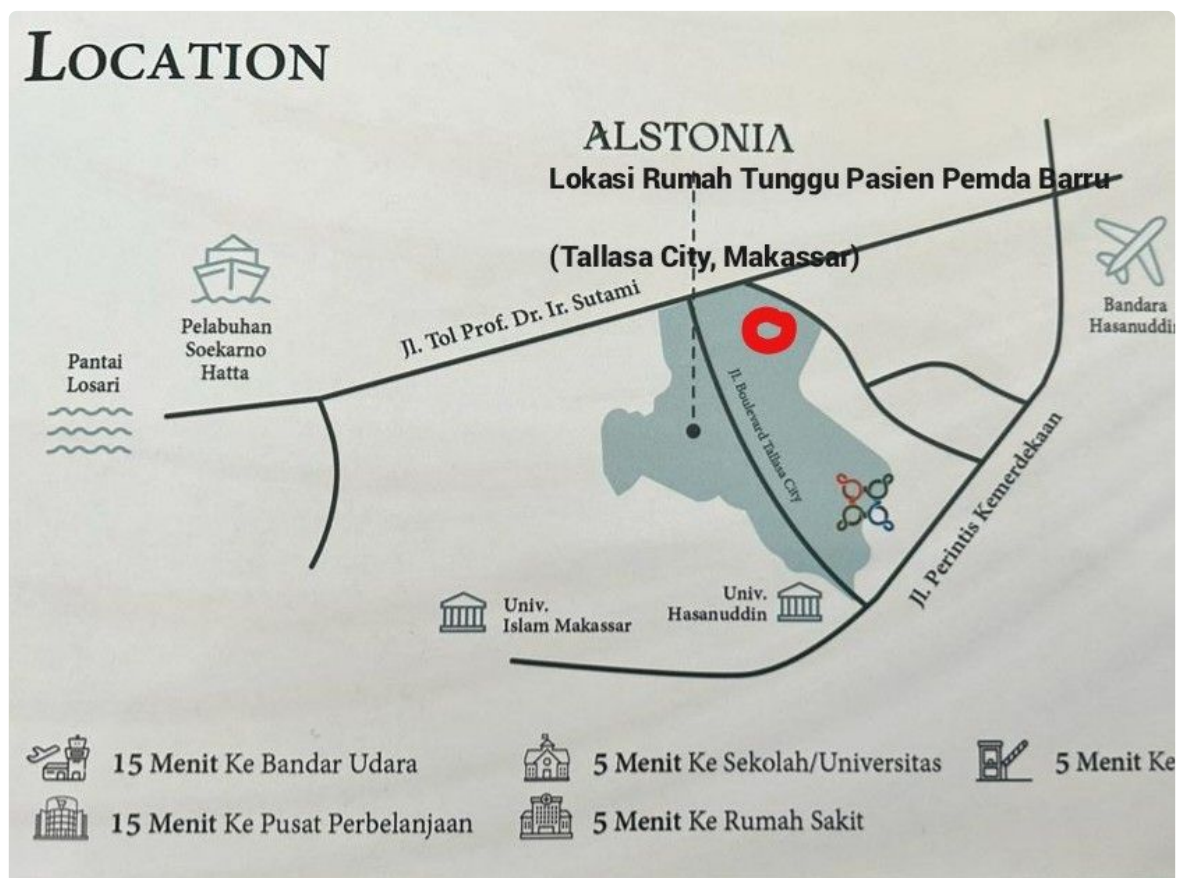 LOCATION
ALSTONIA
Lokasi Rumah Tunggu Pasien Pemda Barru
(Tallasa City, Makassar)
Jl. Tol Prof. Dr. Ir. Sutami
Pelabuhan
Soekarno
Hatta
Pantai
Losari
Bandara
Hasanuddi
Jl. Boulevard Tallasa City
Jl. Perintis Kemerdekaan
Univ.
Islam Makassar
Univ.
Hasanuddin
15 Menit Ke Bandar Udara
5 Menit Ke Sekolah/Universitas
5 Menit Ke
15 Menit Ke Pusat Perbelanjaan
5 Menit Ke Rumah Sakit